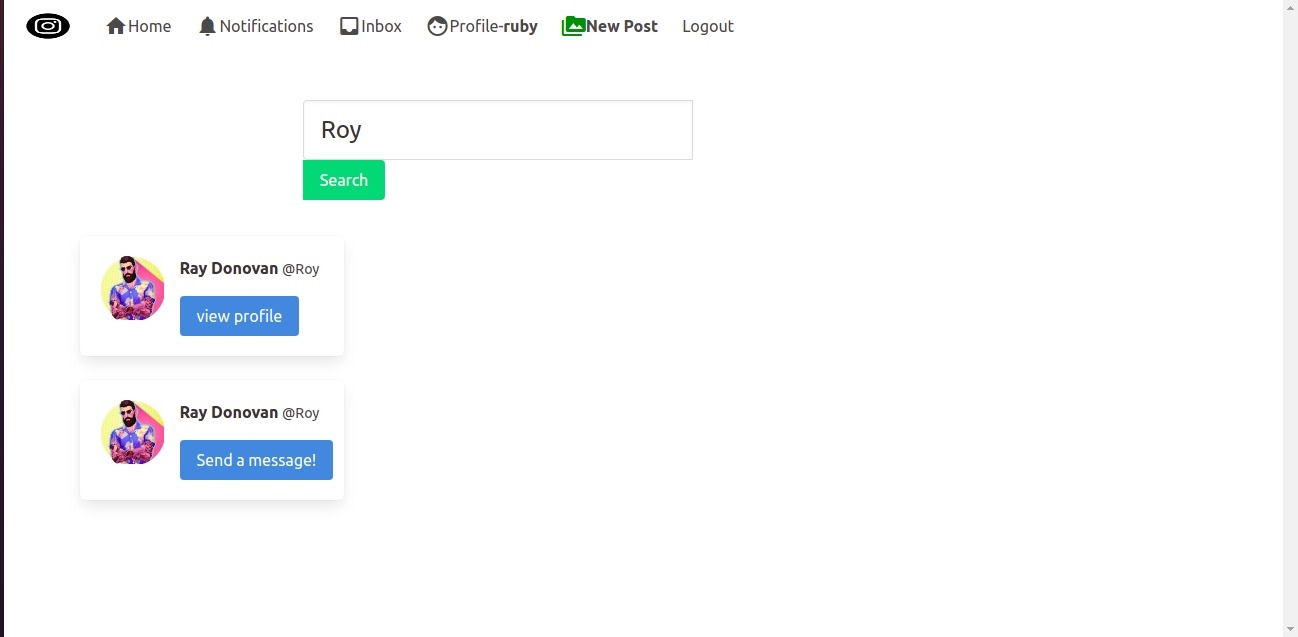 Home Notifications Inbox Profile-ruby New Post Logout
Roy
Search
Ray Donovan @Roy
view profile
Ray Donovan @Roy
Send a message!